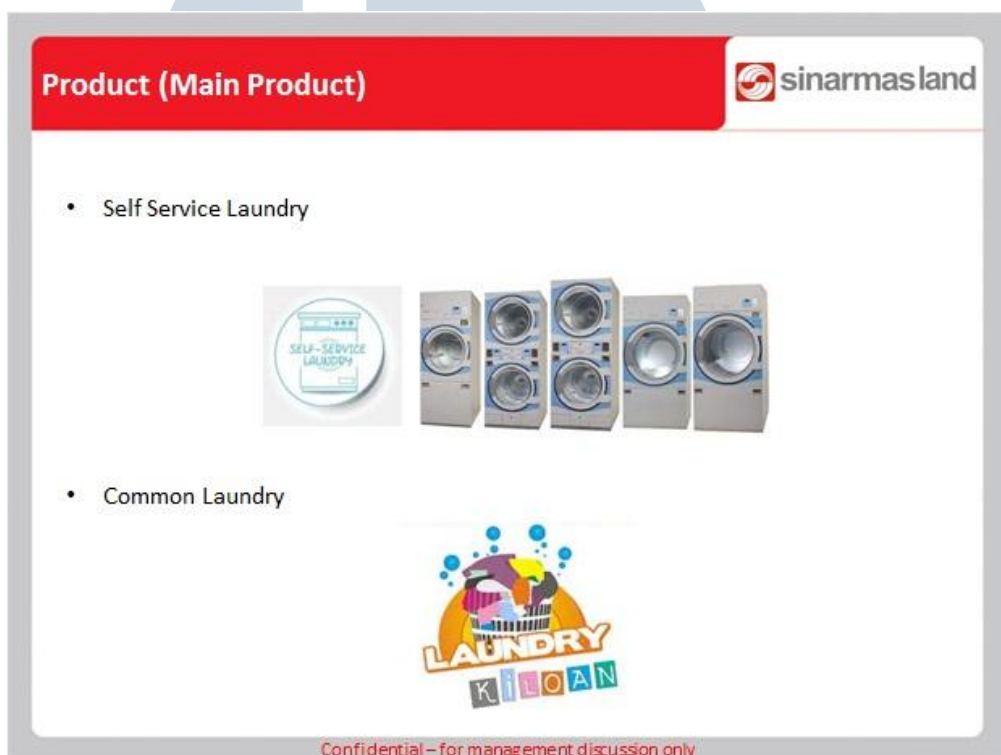 Product (Main Product)
sinarmasland
• Self Service Laundry
SELF-SERVICE
LAUNDRY
• Common Laundry
LAUNDRY
KiLOAN
Confidential – for management discussion only